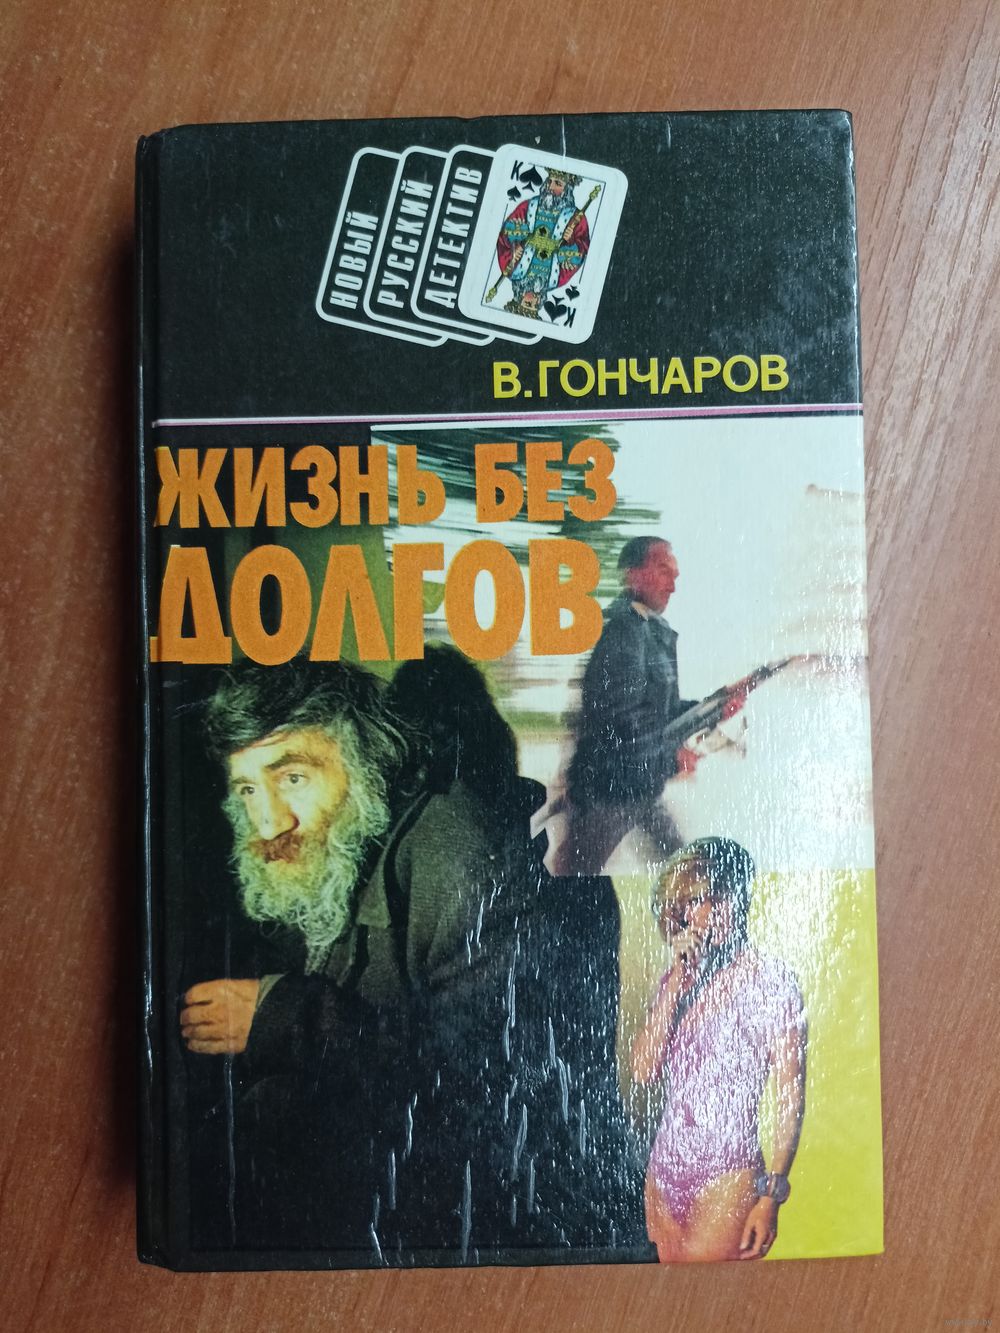 НОВЫЙ
РУССКИЙ
ДЕТЕКТИВ
К
К
В.ГОНЧАРОВ
ЖИЗНЬ БЕЗ
ДОЛГОВ